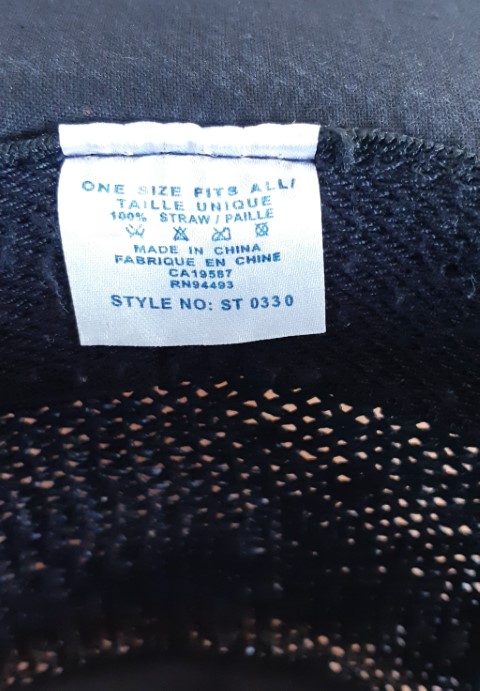 ONE SIZE FITS ALL/
TAILLE UNIQUE
100% STRAW/PAILLE
MADE IN CHINA
FABRIQUE EN CHINE
CA19587
RN94493
STYLE NO: ST 0330